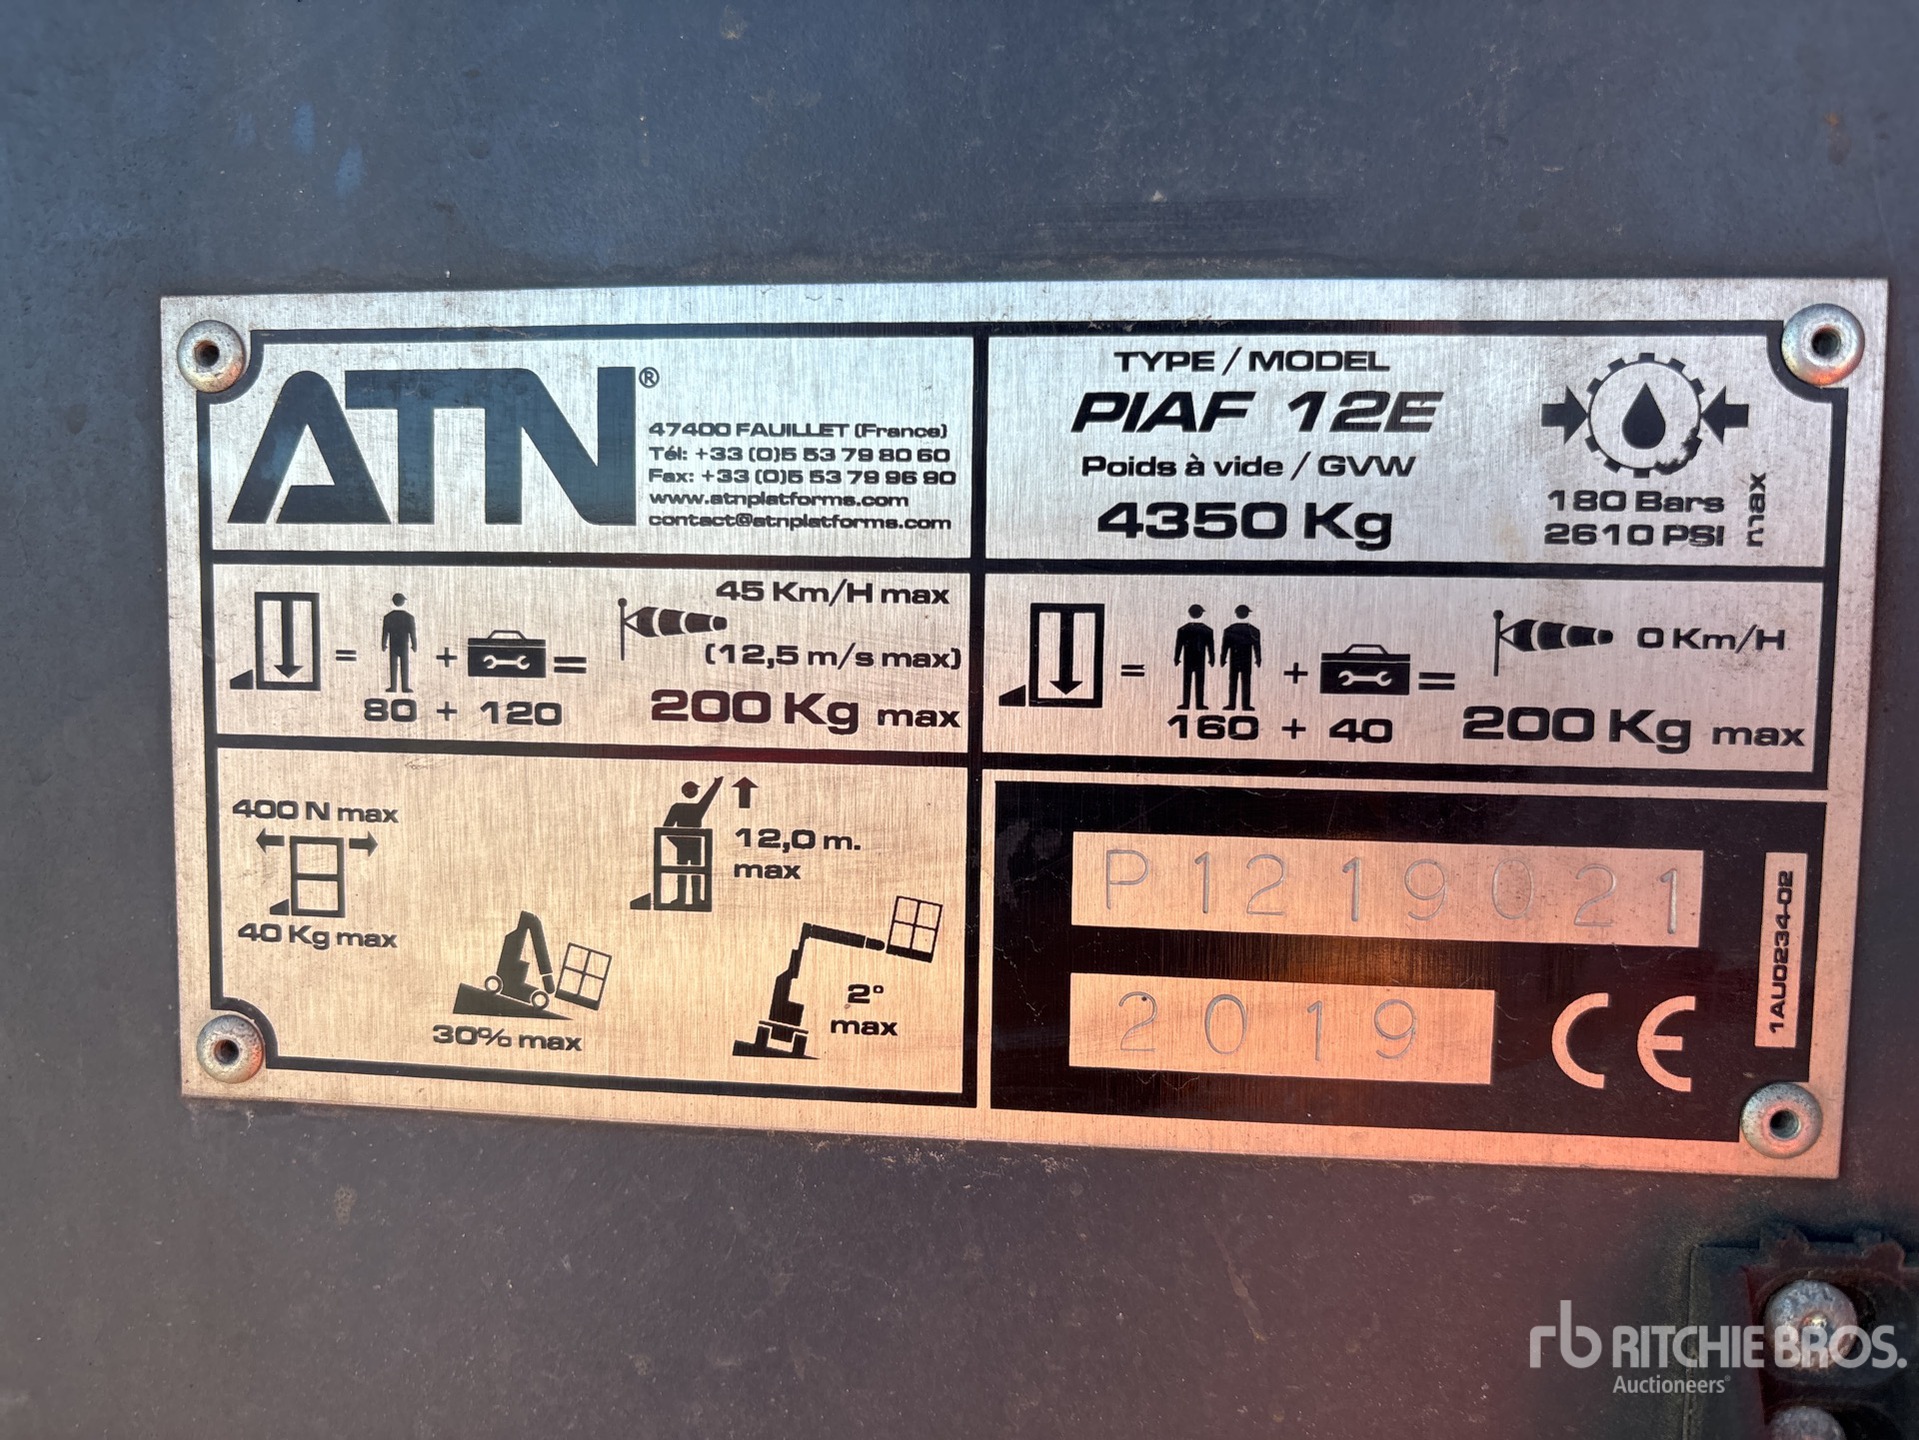 ATN®
47400 FAUILLET (France)
Tél: +33 (0)5 53 79 80 60
Fax: +33 (0)5 53 79 96 90
www.atnplatforms.com
contact@atnplatforms.com
TYPE / MODEL
PIAF 12E
Poids à vide / GVW
4350 Kg
180 Bars
2610 PSI
max
45 Km/H max
= + =
(12,5 m/s max)
80 + 120
200 Kg max
= + =
0 Km/H
160 + 40
200 Kg max
400 N max
40 Kg max
12,0 m.
max
30% max
2°
max
P1219021
2019
CE
1AU0234-02
rb RITCHIE BROS.
Auctioneers